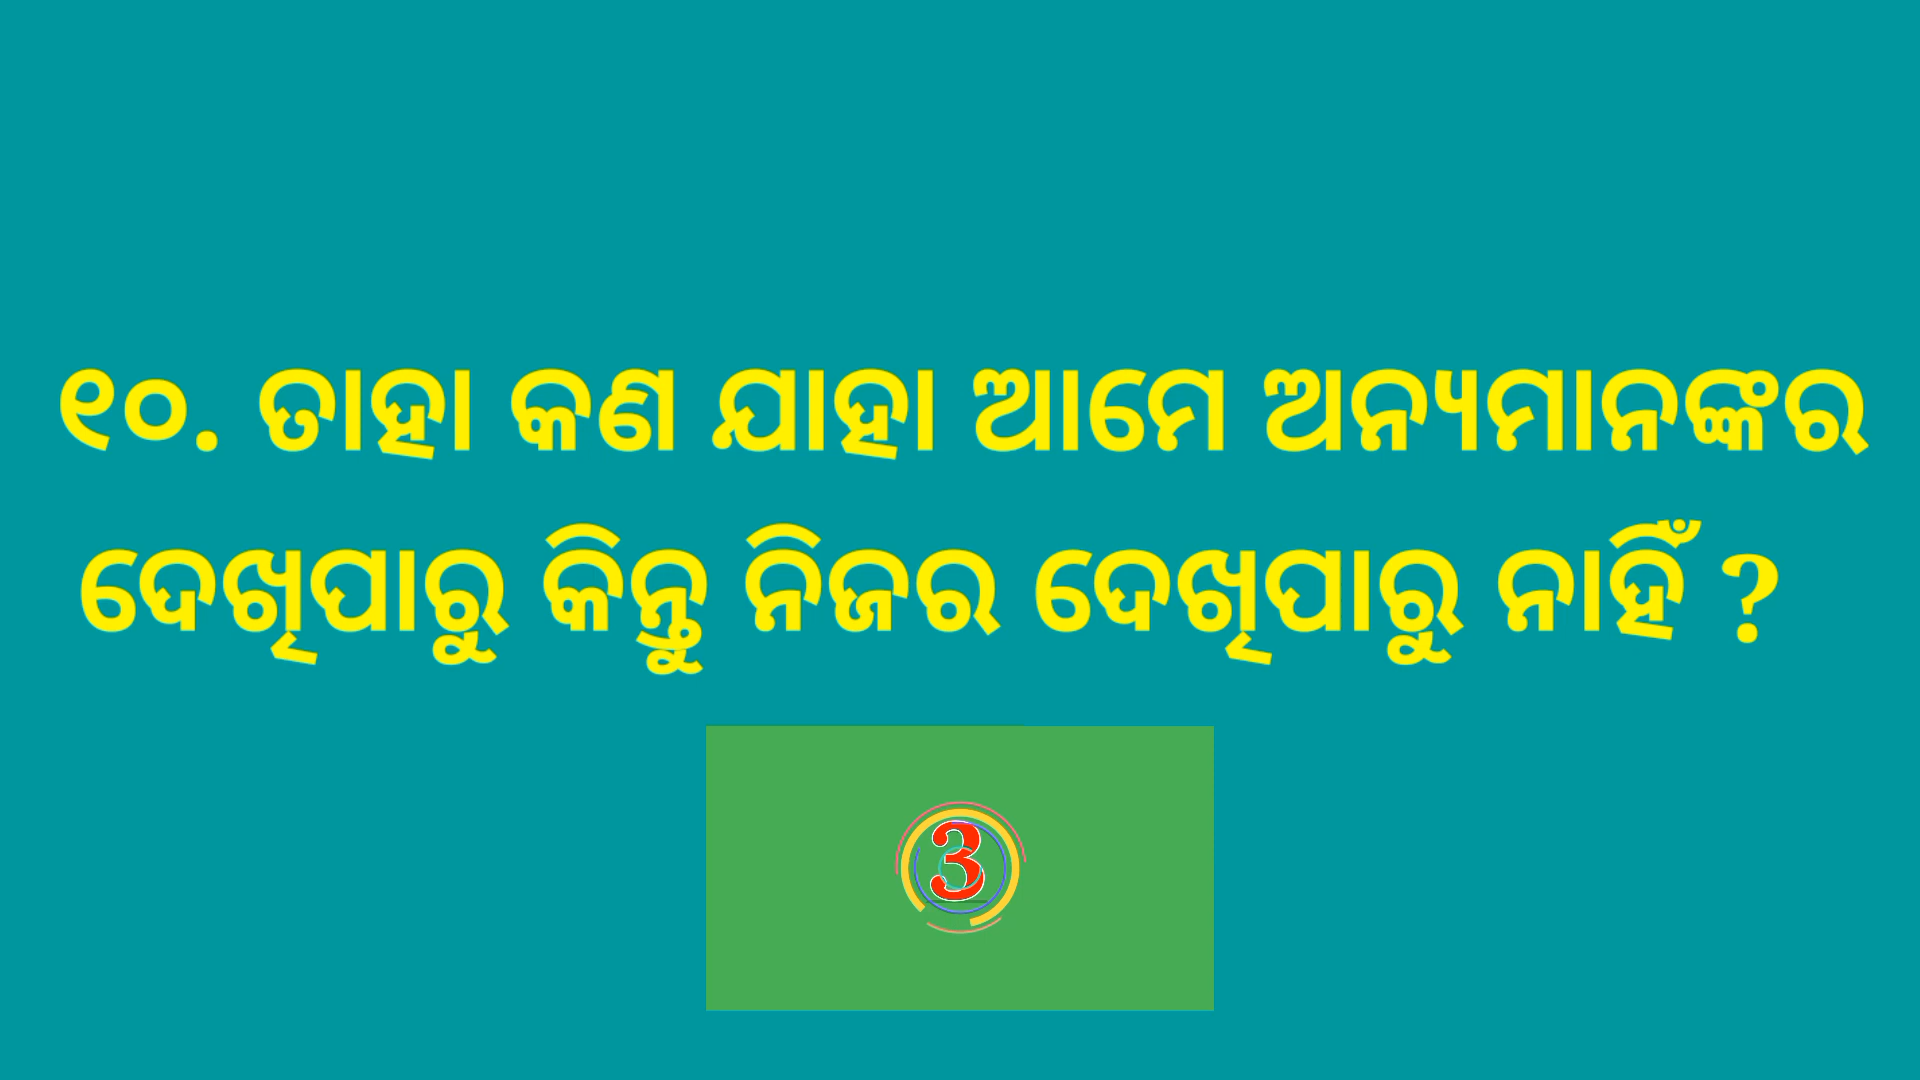 ୧୦. ତାହା କଣ ଯାହା ଆମେ ଅନ୍ୟମାନଙ୍କର
ଦେଖିପାରୁ କିନ୍ତୁ ନିଜର ଦେଖିପାରୁ ନାହିଁ ?
3